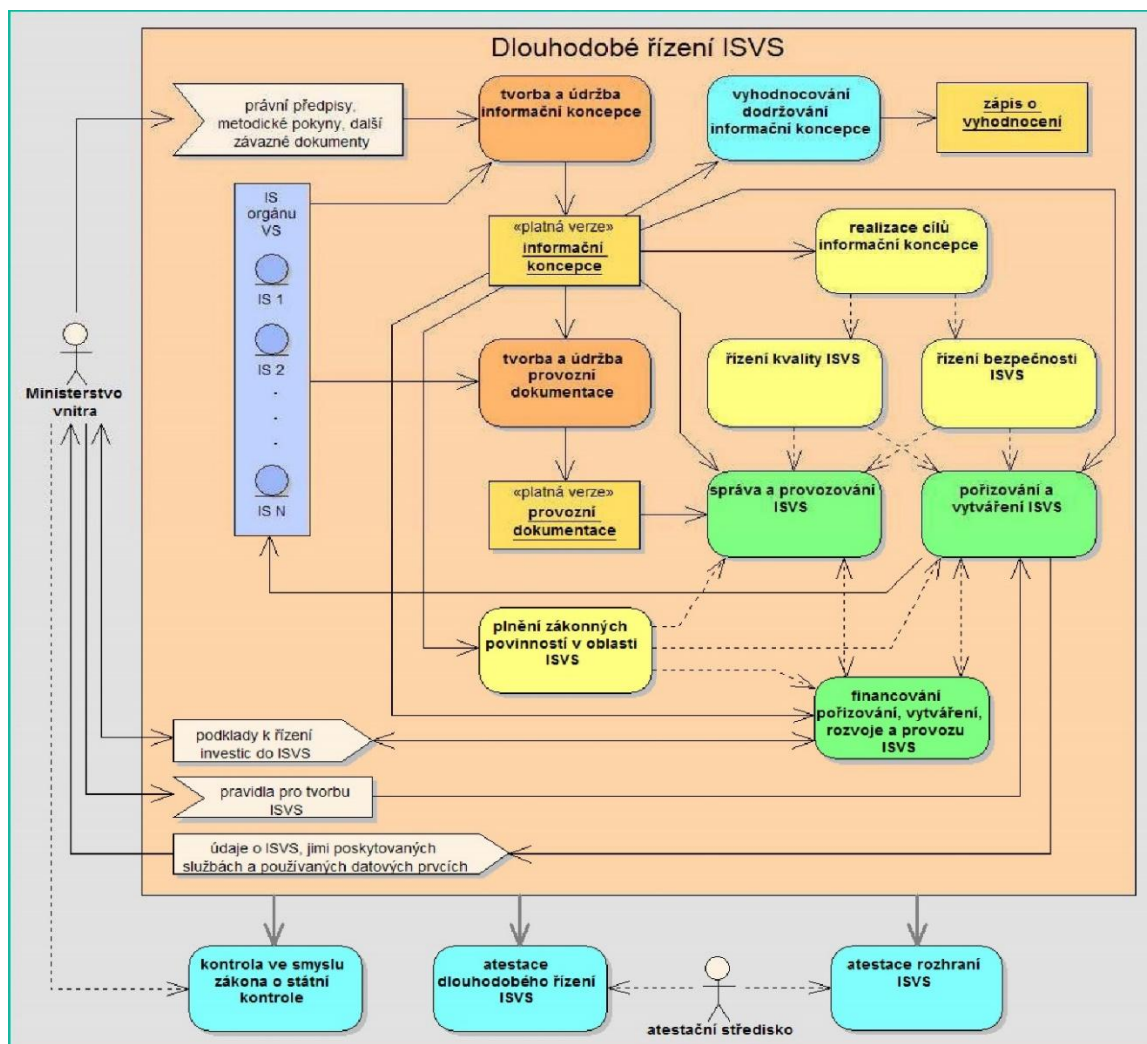 Dlouhodobé řízení ISVS
právní předpisy,
metodické pokyny, další
závazné dokumenty
tvorba a údržba
informační koncepce
vyhodnocování
dodržování
informační koncepce
zápis o
vyhodnocení
IS
orgánu
VS
IS 1
IS 2
.
.
.
.
IS N
«platná verze»
informační
koncepce
realizace cílů
informační koncepce
tvorba a údržba
provozní
dokumentace
řízení kvality ISVS
řízení bezpečnosti
ISVS
Ministerstvo
vnitra
«platná verze»
provozní
dokumentace
správa a provozování
ISVS
pořizování a
vytváření ISVS
plnění zákonných
povinností v oblasti
ISVS
financování
pořizování, vytváření,
rozvoje a provozu
ISVS
podklady k řízení
investic do ISVS
pravidla pro tvorbu
ISVS
údaje o ISVS, jimi poskytovaných
službách a používaných datových prvcích
kontrola ve smyslu
zákona o státní
kontrole
atestace
dlouhodobého řízení
ISVS
atestační středisko
atestace rozhraní
ISVS